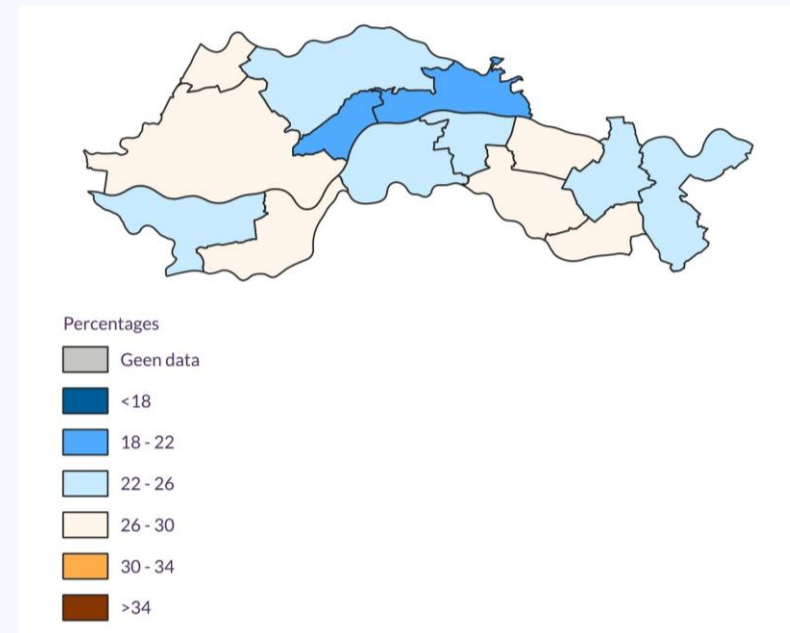 Percentages
Geen data
<18
18 - 22
22 - 26
26 - 30
30 - 34
>34